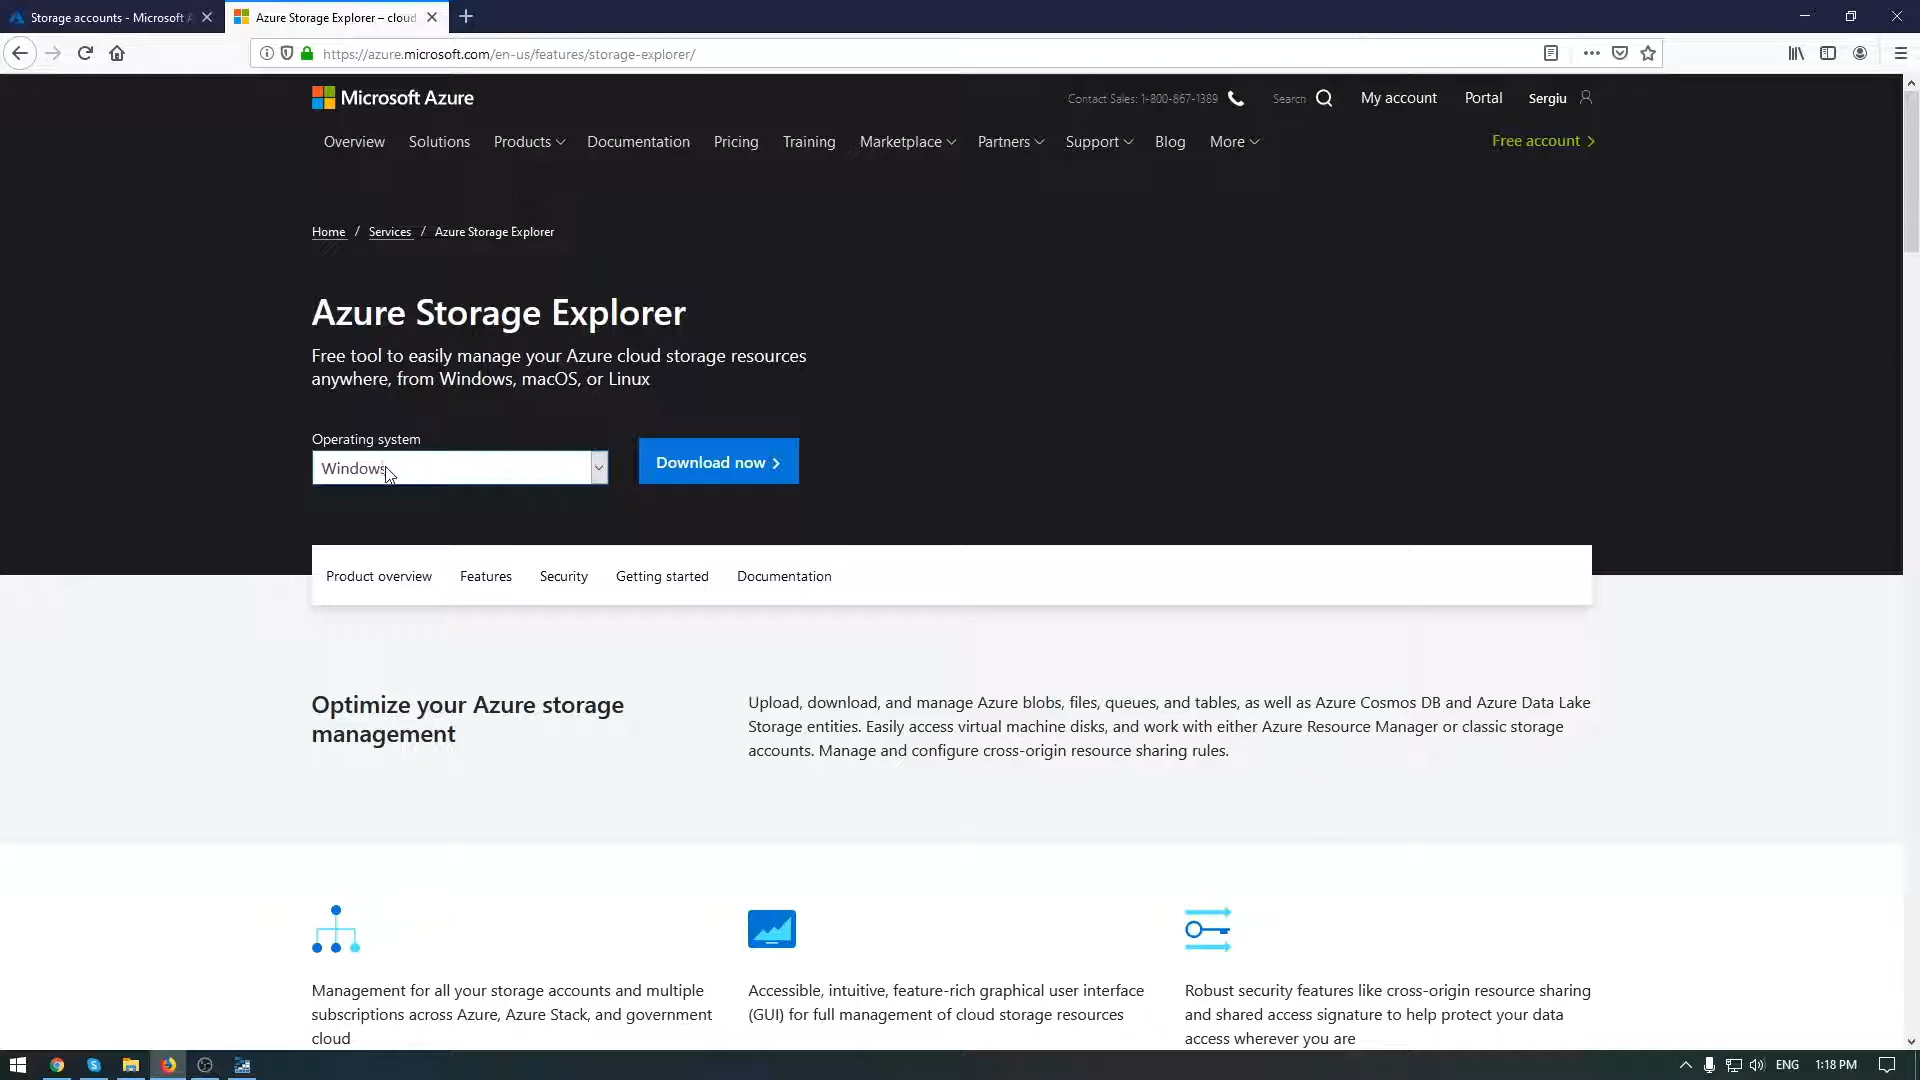 Storage accounts - Microsoft A
Azure Storage Explorer – cloud
https://azure.microsoft.com/en-us/features/storage-explorer/
Microsoft Azure
Contact Sales: 1-800-867-1389
Search
My account
Portal
Sergiu
Overview
Solutions
Products
Documentation
Pricing
Training
Marketplace
Partners
Support
Blog
More
Free account
Home / Services / Azure Storage Explorer
Azure Storage Explorer
Free tool to easily manage your Azure cloud storage resources
anywhere, from Windows, macOS, or Linux
Operating system
Windows
Download now
Product overview
Features
Security
Getting started
Documentation
Optimize your Azure storage
management
Upload, download, and manage Azure blobs, files, queues, and tables, as well as Azure Cosmos DB and Azure Data Lake
Storage entities. Easily access virtual machine disks, and work with either Azure Resource Manager or classic storage
accounts. Manage and configure cross-origin resource sharing rules.
Management for all your storage accounts and multiple
subscriptions across Azure, Azure Stack, and government
cloud
Accessible, intuitive, feature-rich graphical user interface
(GUI) for full management of cloud storage resources
Robust security features like cross-origin resource sharing
and shared access signature to help protect your data
access wherever you are
ENG
1:18 PM